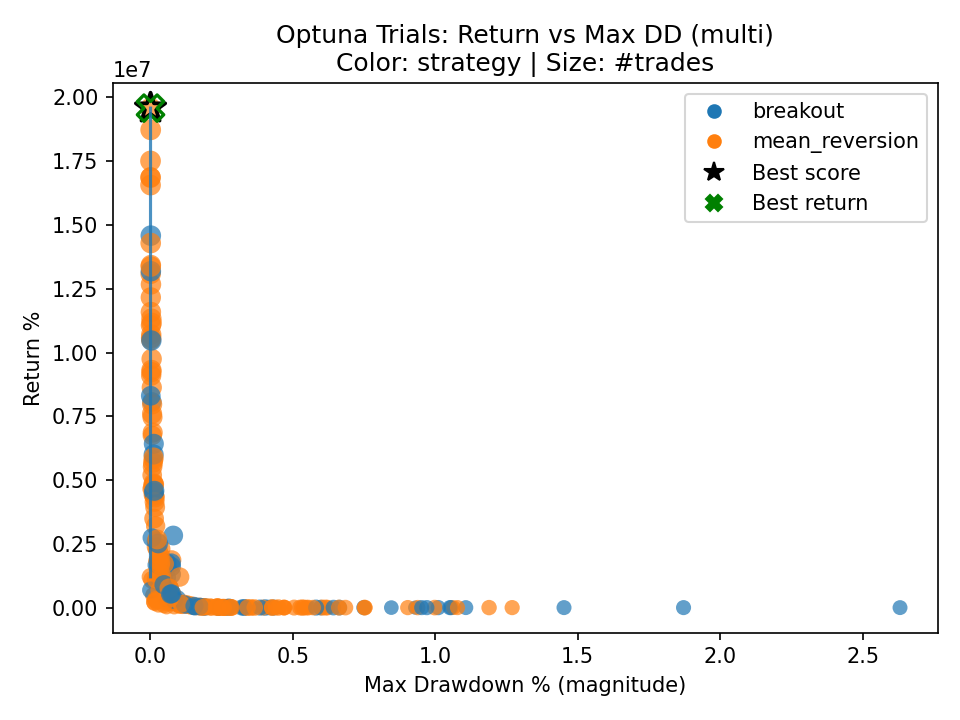 Optuna Trials: Return vs Max DD (multi)
Color: strategy | Size: #trades
1e7
2.00
1.75
1.50
1.25
1.00
0.75
0.50
0.25
0.00
Return %
breakout
mean_reversion
Best score
Best return
0.0
0.5
1.0
1.5
2.0
2.5
Max Drawdown % (magnitude)